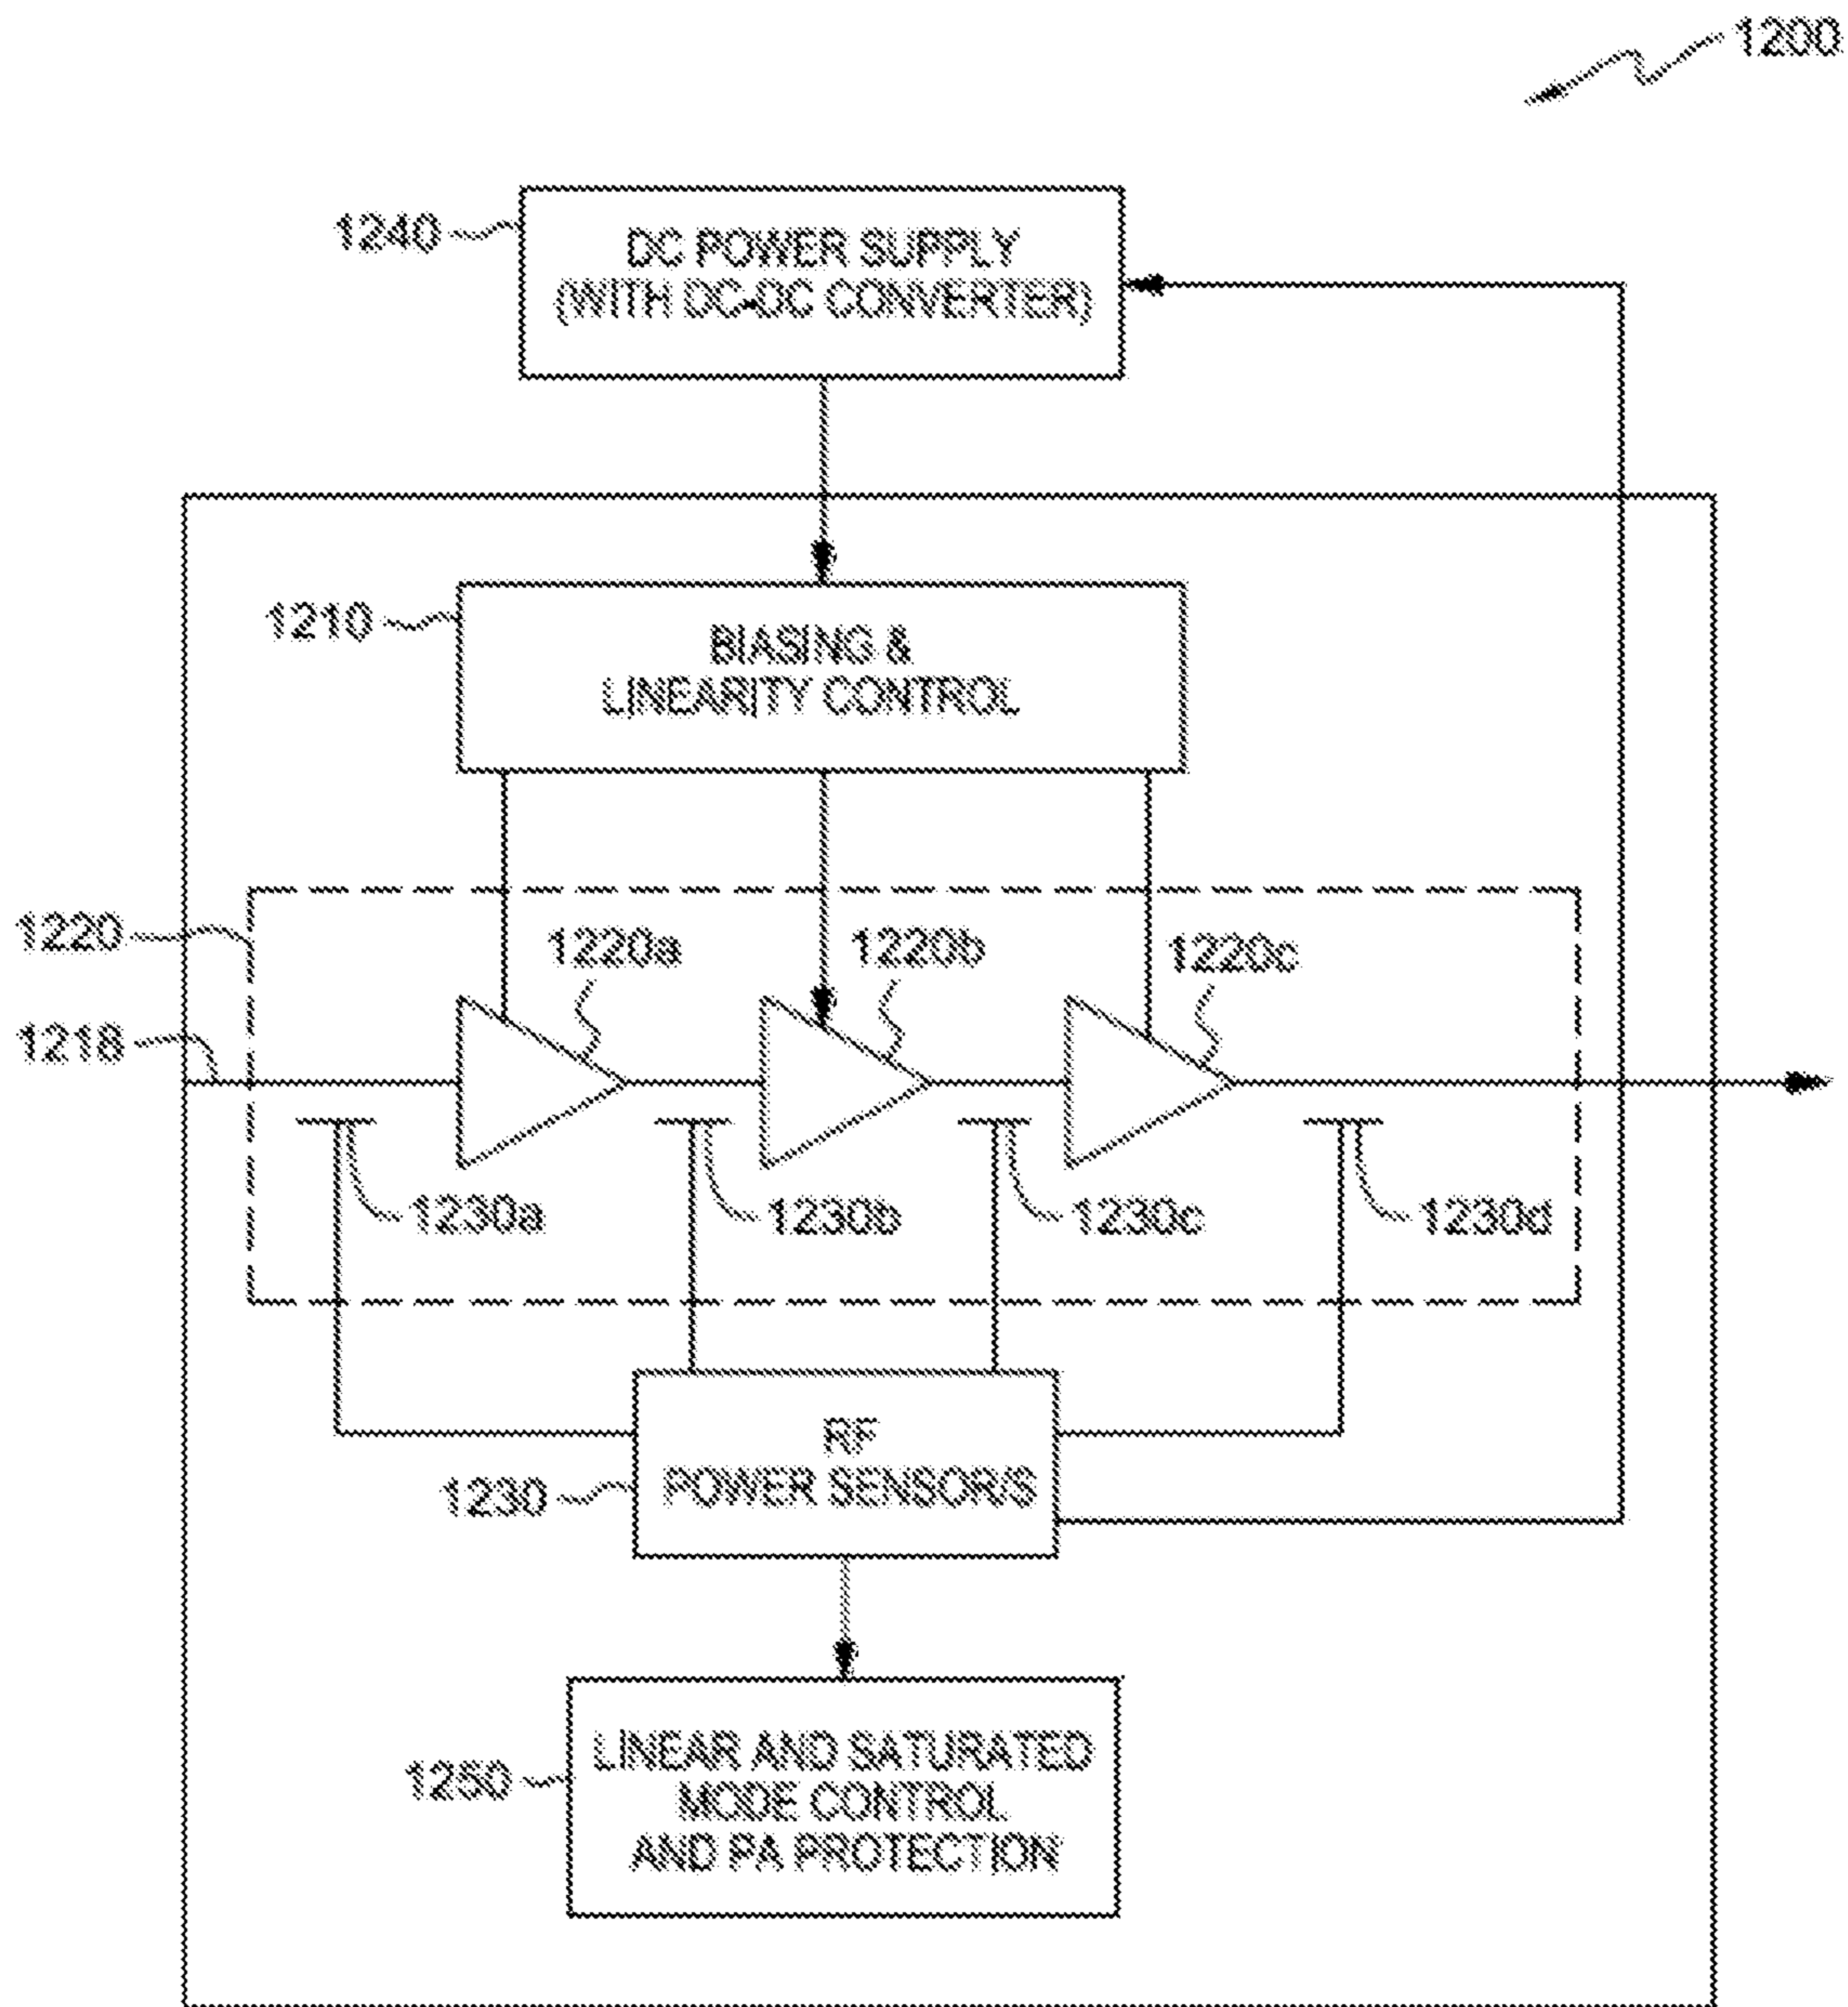 1200
1240
DC POWER SUPPLY
(WITH DC-DC CONVERTER)
1210
BIASING &
LINEARITY CONTROL
1220
1220a
1220b
1220c
1218
1230a
1230b
1230c
1230d
RF
POWER SENSOR/S
1230
1250
LINEAR AND SATURATED
MODE CONTROL
AND PA PROTECTION